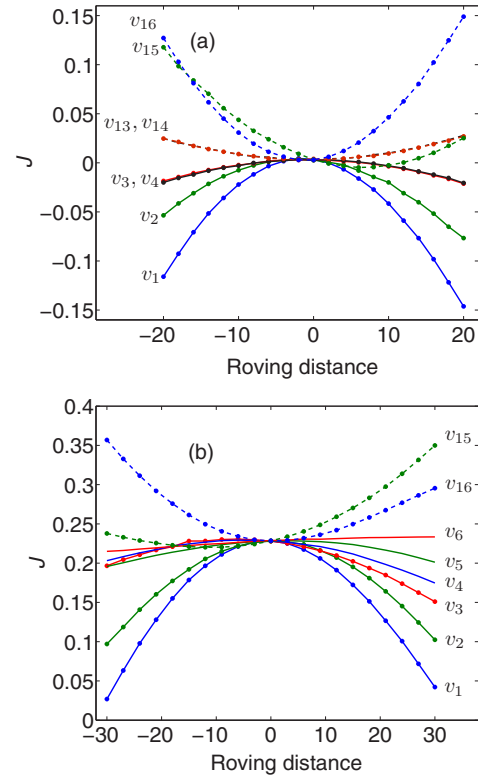 (a)
v₁₆
v₁₅
v₁₃, v₁₄
v₃, v₄
v₂
v₁
J
0.15
0.1
0.05
0
−0.05
−0.1
−0.15
−20 −10 0 10 20
Roving distance
(b)
v₁₅
v₁₆
v₆
v₅
v₄
v₃
v₂
v₁
J
0.4
0.35
0.3
0.25
0.2
0.15
0.1
0.05
0
−30 −20 −10 0 10 20 30
Roving distance